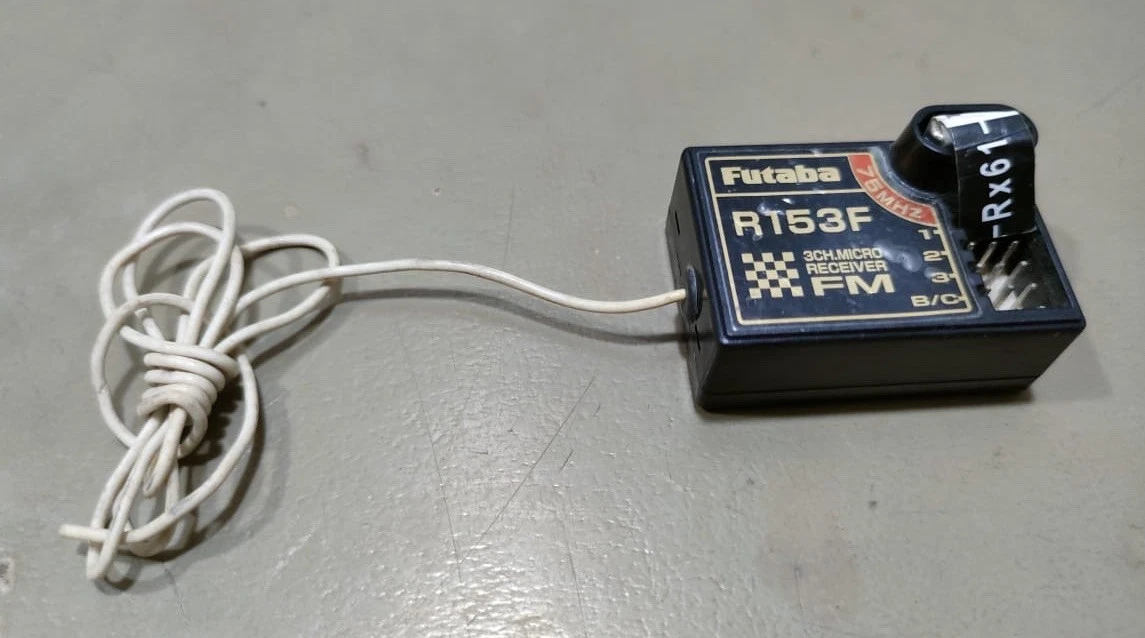 Futaba
75MHz
R153F
3CH.MICRO
RECEIVER
FM
1
2
3
B/C
-Rx61-